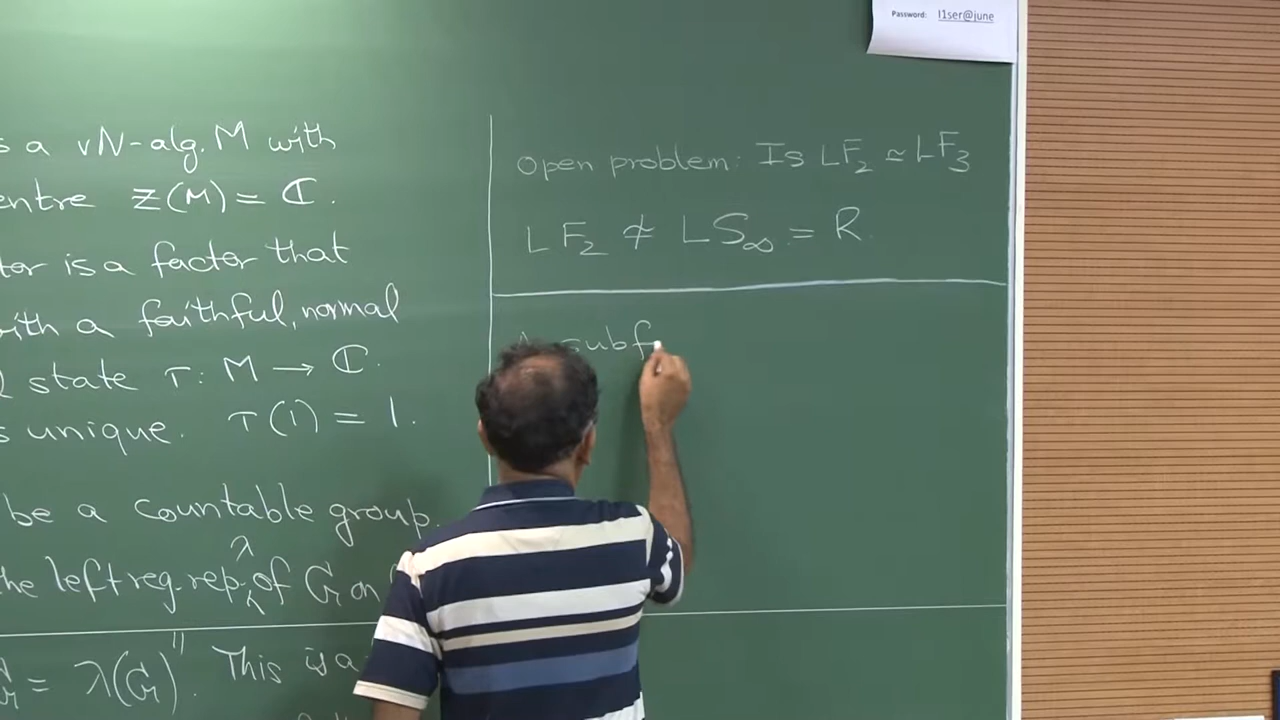 Password: l1ser@june
s a vN-alg. M with
entre Z(M) = ℂ.
tor is a factor that
with a faithful, normal
l state τ: M → ℂ.
s unique. τ(1) = 1.
be a countable group.
the left reg. rep. λ of G on
= λ(G)″. This is a
Open problem: Is LF₂ ≃ LF₃
LF₂ ≄ LS∞ = R.
subf